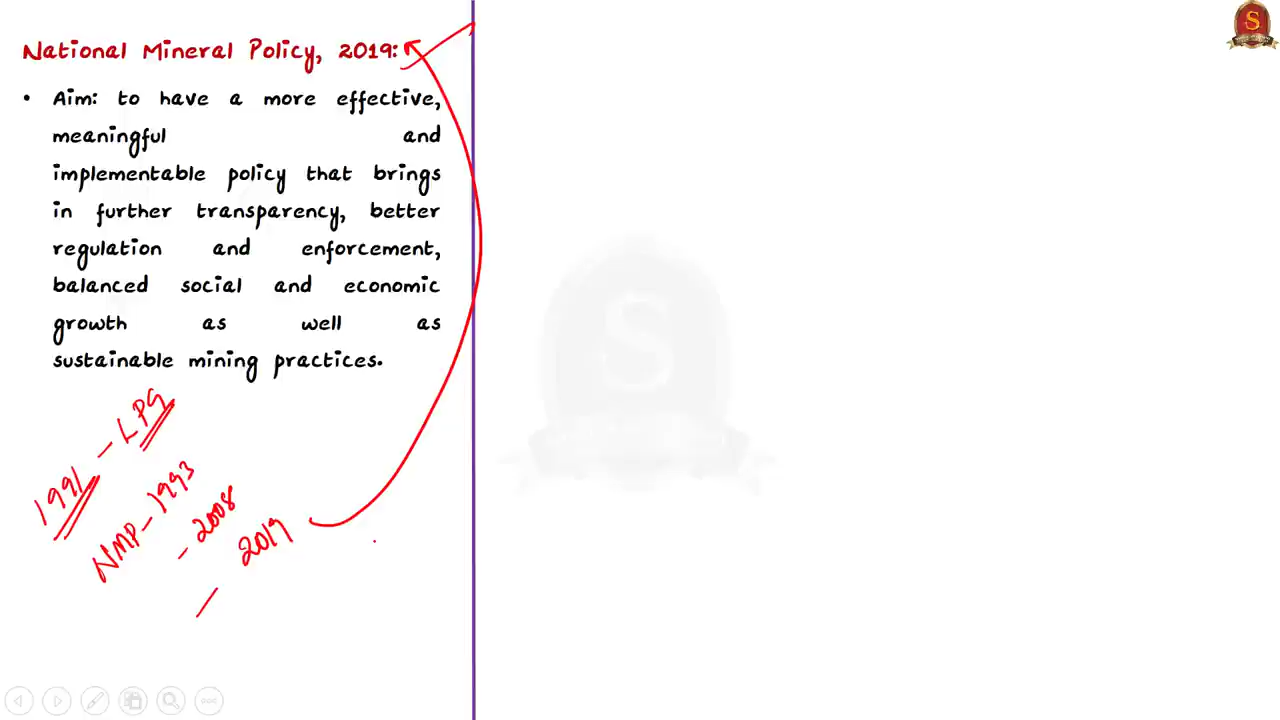 National Mineral Policy, 2019:
• Aim: to have a more effective,
meaningful and
implementable policy that brings
in further transparency, better
regulation and enforcement,
balanced social and economic
growth as well as
sustainable mining practices.
1991 - LPG
NMP - 1993
- 2008
- 2019
S
S